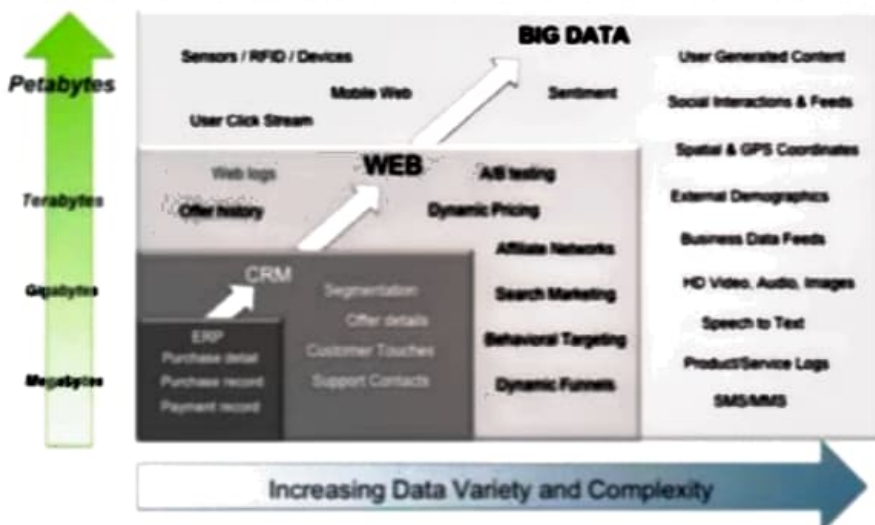 BIG DATA
Sensors / RFID / Devices
User Generated Content
Petabytes
Mobile Web
Sentiment
Social Interactions & Feeds
User Click Stream
Spatial & GPS Coordinates
WEB
Web logs
A/B testing
Terabytes
External Demographics
Offer history
Dynamic Pricing
Affiliate Networks
Business Data Feeds
CRM
Gigabytes
Segmentation
Search Marketing
HD Video, Audio, Images
Offer details
Speech to Text
ERP
Behavioral Targeting
Purchase detail
Customer Touches
Product/Service Logs
Megabytes
Purchase record
Support Contacts
Dynamic Funnels
SMS/MMS
Payment record
Increasing Data Variety and Complexity